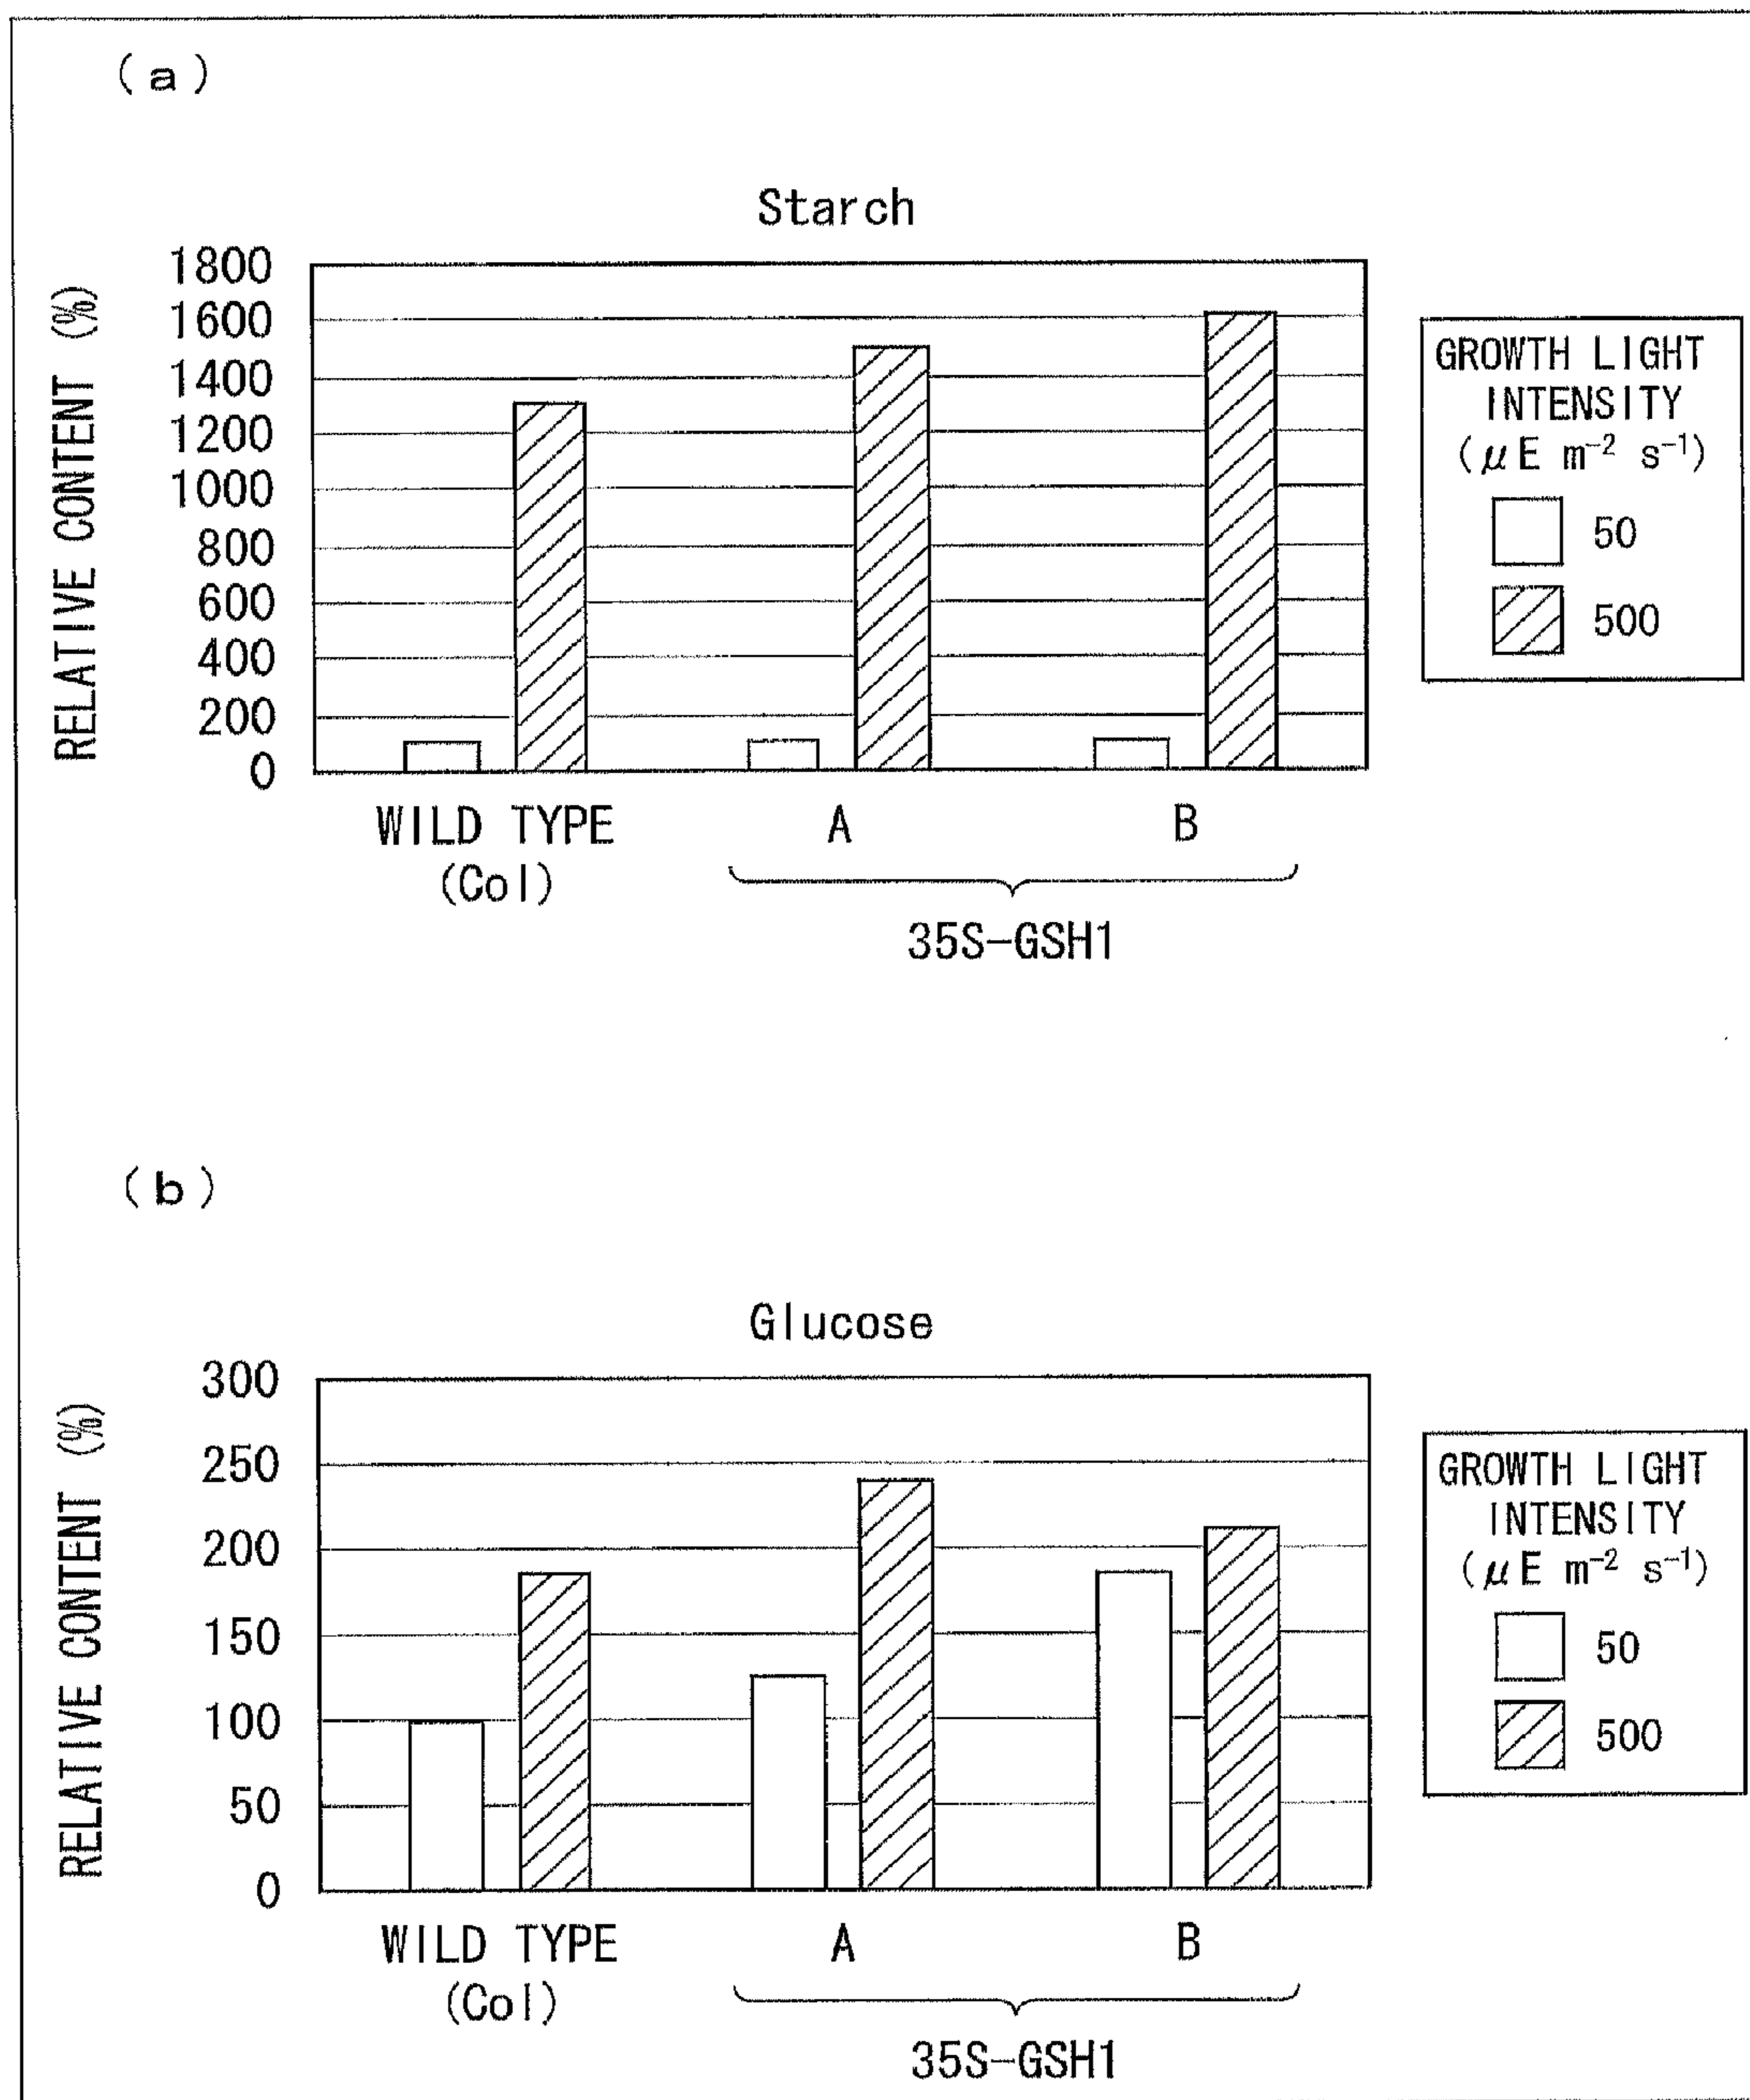 (a)
Starch
RELATIVE CONTENT (%)
1800
1600
1400
1200
1000
800
600
400
200
0
WILD TYPE
(Col)
A
B
35S-GSH1
GROWTH LIGHT
INTENSITY
(μE m⁻² s⁻¹)
50
500
(b)
Glucose
RELATIVE CONTENT (%)
300
250
200
150
100
50
0
WILD TYPE
(Col)
A
B
35S-GSH1
GROWTH LIGHT
INTENSITY
(μE m⁻² s⁻¹)
50
500